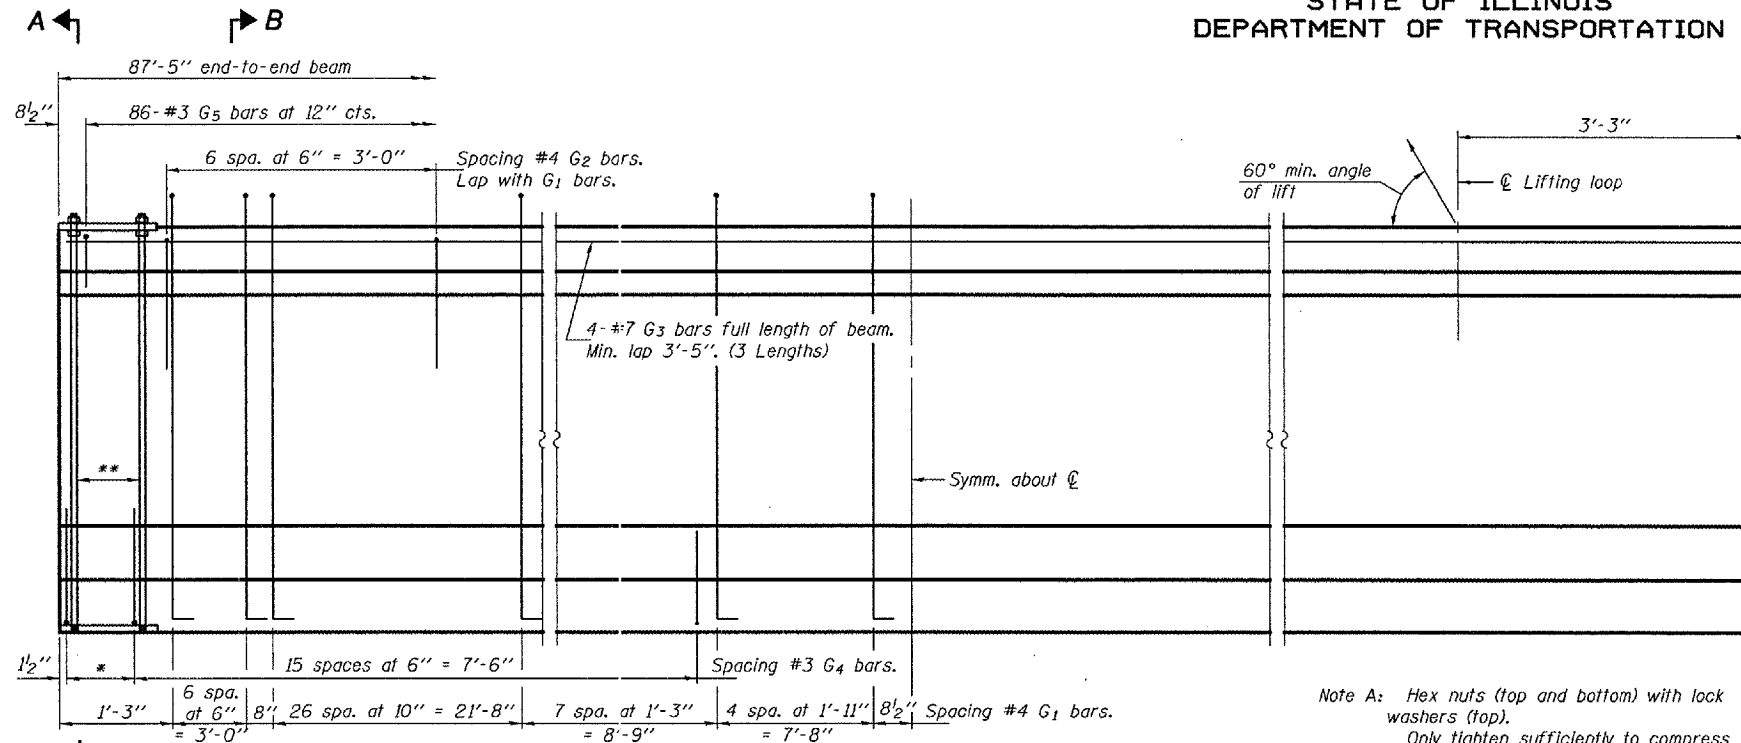 STATE OF ILLINOIS
DEPARTMENT OF TRANSPORTATION
A
B
87'-5" end-to-end beam
8½"
86-#3 G5 bars at 12" cts.
6 spa. at 6" = 3'-0"
Spacing #4 G2 bars.
Lap with G1 bars.
3'-3"
60° min. angle
of lift
℄ Lifting loop
4-#7 G3 bars full length of beam.
Min. lap 3'-5". (3 Lengths)
**
Symm. about ℄
1½"
*
15 spaces at 6" = 7'-6"
Spacing #3 G4 bars.
1'-3"
6 spa.
at 6"
= 3'-0"
8"
26 spa. at 10" = 21'-8"
7 spa. at 1'-3"
= 8'-9"
4 spa. at 1'-11"
= 7'-8"
8½"
Spacing #4 G1 bars.
Note A: Hex nuts (top and bottom) with lock
washers (top).
Only tighten sufficiently to compress